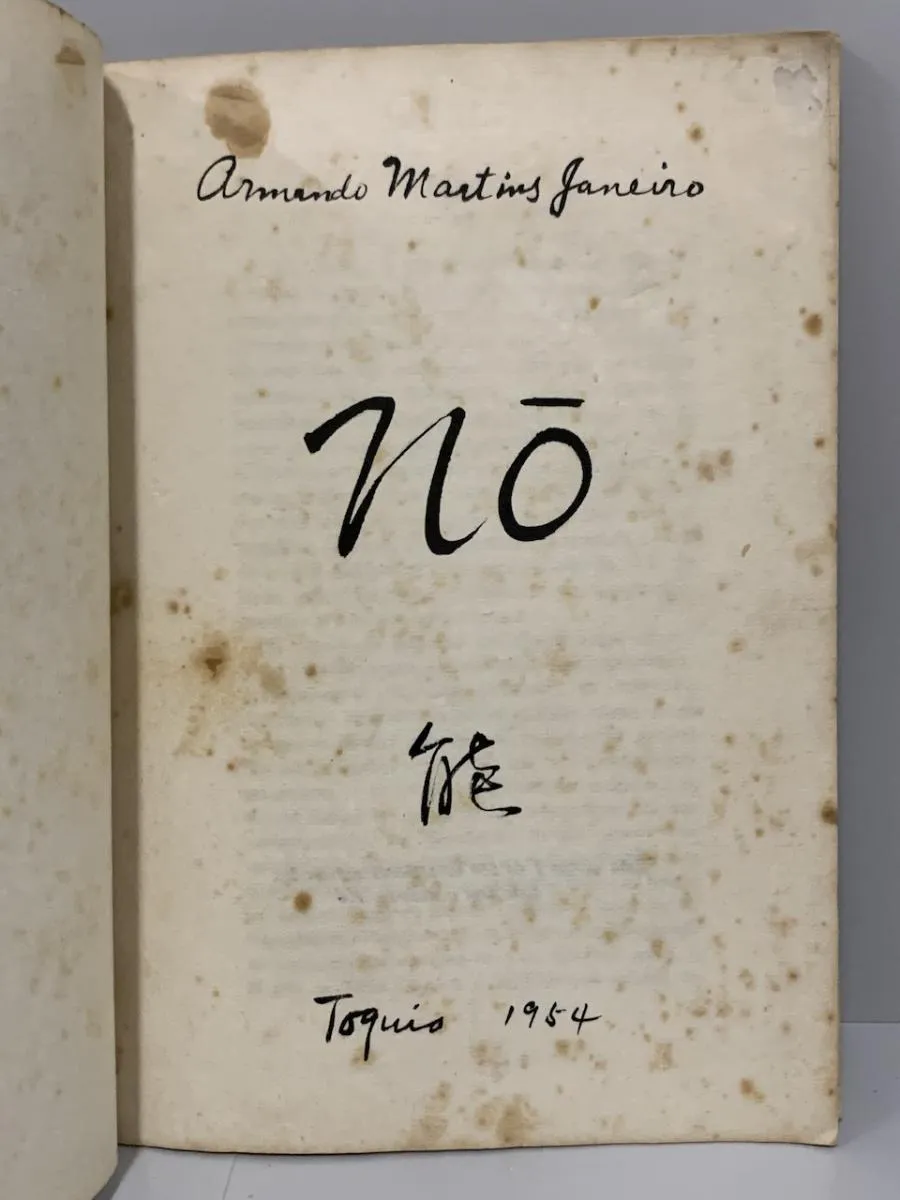 Armando Martins Janeiro
Nō
能
Toquio 1954